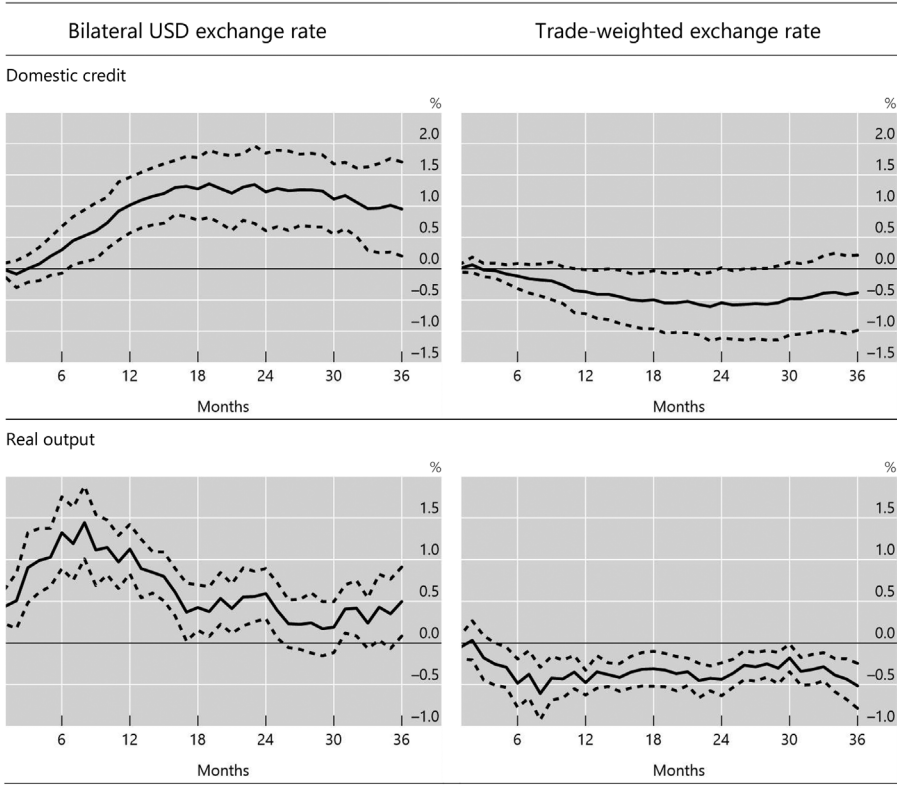 Bilateral USD exchange rate Trade-weighted exchange rate
Domestic credit
% %
2.0 2.0
1.5 1.5
1.0 1.0
0.5 0.5
0.0 0.0
–0.5 –0.5
–1.0 –1.0
–1.5 –1.5
6 12 18 24 30 36 6 12 18 24 30 36
Months Months
Real output
% %
1.5 1.5
1.0 1.0
0.5 0.5
0.0 0.0
–0.5 –0.5
–1.0 –1.0
6 12 18 24 30 36 6 12 18 24 30 36
Months Months